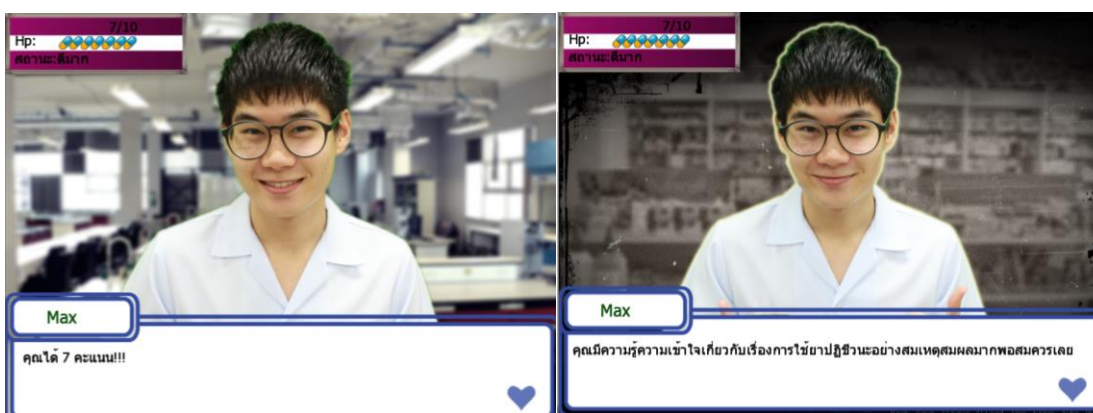 7/10
Hp:
สถานะ:ดีมาก
Max
คุณได้ 7 คะแนน!!!
7/10
Hp:
สถานะ:ดีมาก
Max
คุณมีความรู้ความเข้าใจเกี่ยวกับเรื่องการใช้ยาปฏิชีวนะอย่างสมเหตุสมผลมากพอสมควรเลย